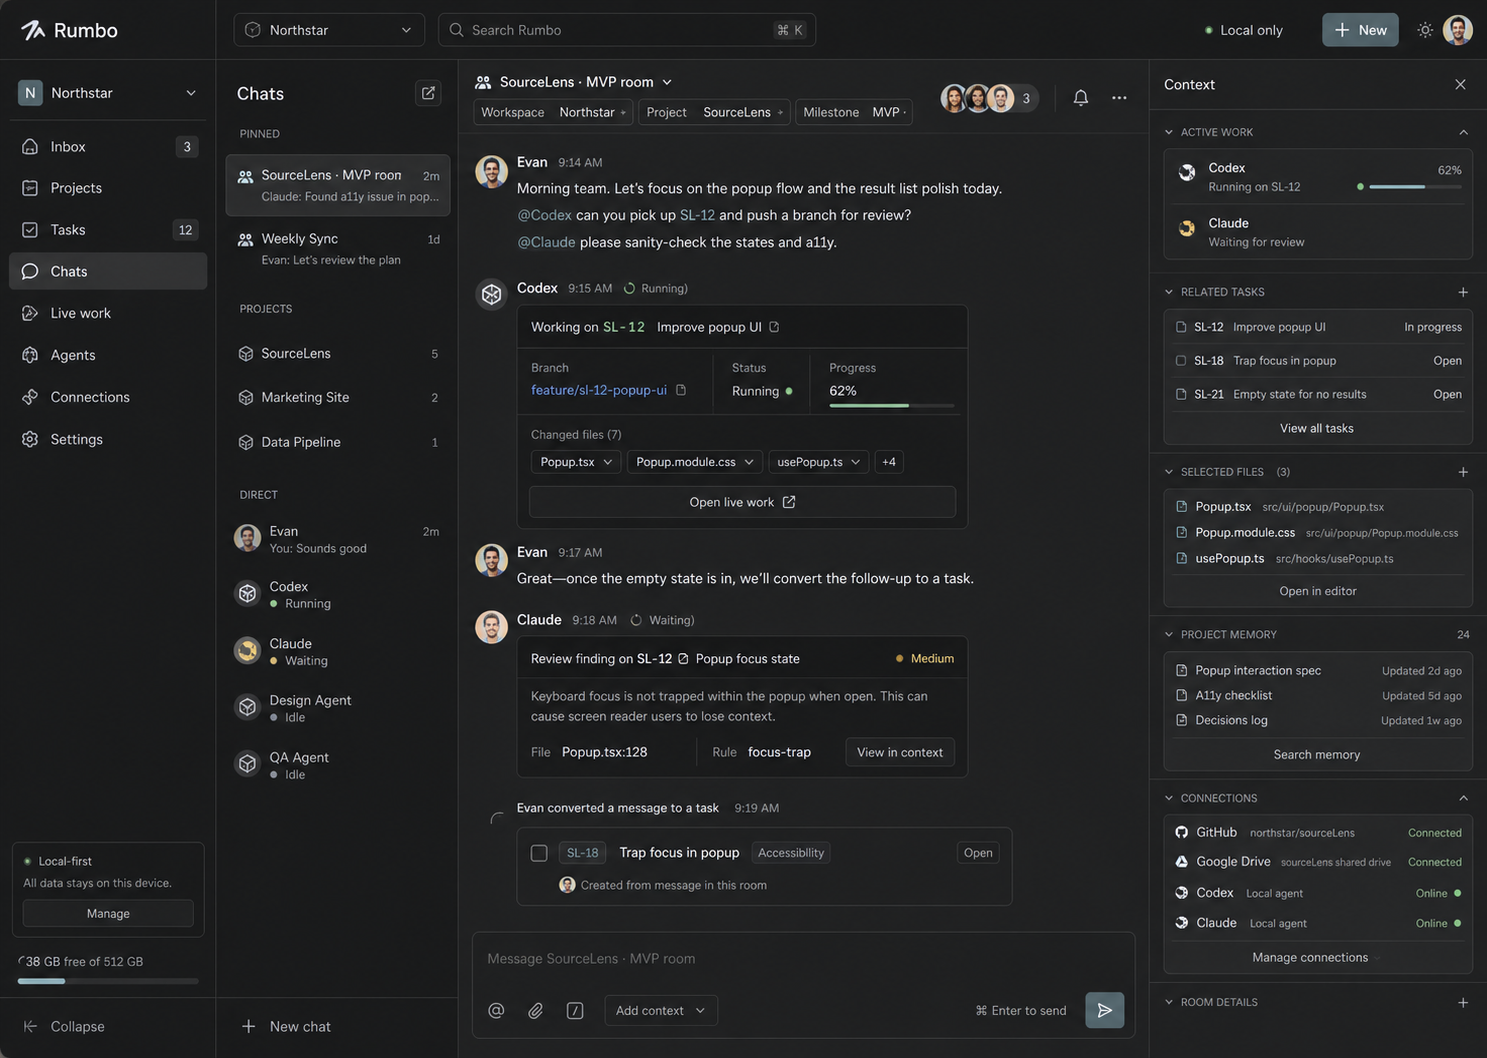 Rumbo
Northstar
Search Rumbo
⌘ K
Local only
+ New
N Northstar
Inbox 3
Projects
Tasks 12
Chats
Live work
Agents
Connections
Settings
Local-first
All data stays on this device.
Manage
38 GB free of 512 GB
Collapse
Chats
PINNED
SourceLens · MVP room 2m
Claude: Found a11y issue in pop...
Weekly Sync 1d
Evan: Let's review the plan
PROJECTS
SourceLens 5
Marketing Site 2
Data Pipeline 1
DIRECT
Evan 2m
You: Sounds good
Codex
Running
Claude
Waiting
Design Agent
Idle
QA Agent
Idle
+ New chat
SourceLens · MVP room
Workspace Northstar
Project SourceLens
Milestone MVP ·
3
Evan 9:14 AM
Morning team. Let's focus on the popup flow and the result list polish today.
@Codex can you pick up SL-12 and push a branch for review?
@Claude please sanity-check the states and a11y.
Codex 9:15 AM Running)
Working on SL-12 Improve popup UI
Branch
feature/sl-12-popup-ui
Status
Running
Progress
62%
Changed files (7)
Popup.tsx
Popup.module.css
usePopup.ts
+4
Open live work
Evan 9:17 AM
Great—once the empty state is in, we'll convert the follow-up to a task.
Claude 9:18 AM Waiting)
Review finding on SL-12 Popup focus state Medium
Keyboard focus is not trapped within the popup when open. This can
cause screen reader users to lose context.
File Popup.tsx:128
Rule focus-trap
View in context
Evan converted a message to a task 9:19 AM
SL-18 Trap focus in popup Accessibility Open
Created from message in this room
Message SourceLens · MVP room
@ / Add context
⌘ Enter to send
Context
ACTIVE WORK
Codex 62%
Running on SL-12
Claude
Waiting for review
RELATED TASKS +
SL-12 Improve popup UI In progress
SL-18 Trap focus in popup Open
SL-21 Empty state for no results Open
View all tasks
SELECTED FILES (3) +
Popup.tsx src/ui/popup/Popup.tsx
Popup.module.css src/ui/popup/Popup.module.css
usePopup.ts src/hooks/usePopup.ts
Open in editor
PROJECT MEMORY 24
Popup interaction spec Updated 2d ago
A11y checklist Updated 5d ago
Decisions log Updated 1w ago
Search memory
CONNECTIONS
GitHub northstar/sourceLens Connected
Google Drive sourceLens shared drive Connected
Codex Local agent Online
Claude Local agent Online
Manage connections
ROOM DETAILS +